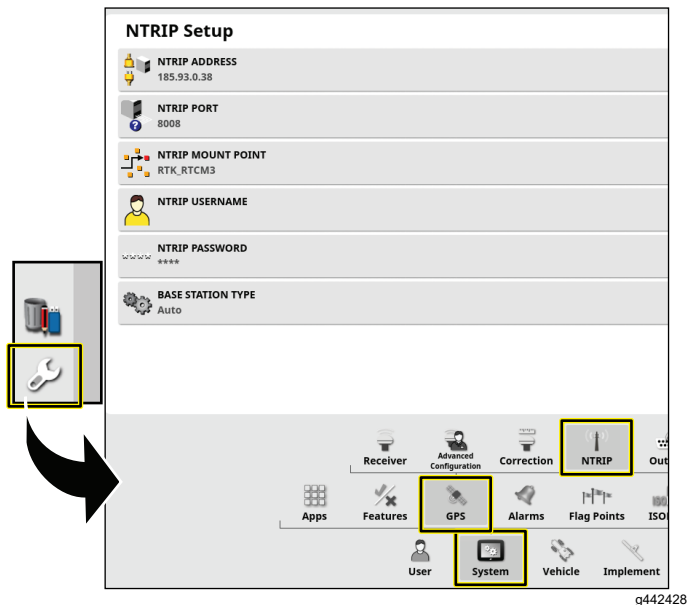 NTRIP Setup
NTRIP ADDRESS
185.93.0.38
NTRIP PORT
8008
NTRIP MOUNT POINT
RTK_RTCM3
NTRIP USERNAME
NTRIP PASSWORD
****
BASE STATION TYPE
Auto
Receiver
Advanced
Configuration
Correction
NTRIP
Out
Apps
Features
GPS
Alarms
Flag Points
ISO
User
System
Vehicle
Implement
g442428